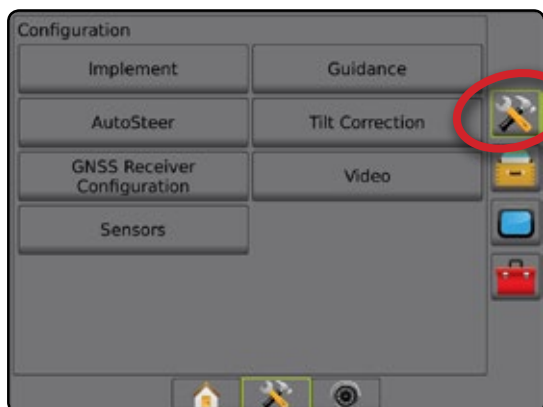 Configuration
Implement
Guidance
AutoSteer
Tilt Correction
GNSS Receiver
Configuration
Video
Sensors